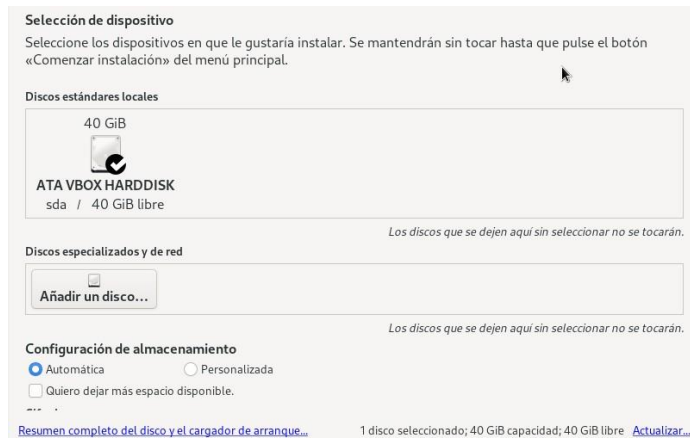 Selección de dispositivo
Seleccione los dispositivos en que le gustaría instalar. Se mantendrán sin tocar hasta que pulse el botón
«Comenzar instalación» del menú principal.
Discos estándares locales
40 GiB
ATA VBOX HARDDISK
sda / 40 GiB libre
Los discos que se dejen aquí sin seleccionar no se tocarán.
Discos especializados y de red
Añadir un disco...
Los discos que se dejen aquí sin seleccionar no se tocarán.
Configuración de almacenamiento
Automática Personalizada
Quiero dejar más espacio disponible.
Resumen completo del disco y el cargador de arranque... 1 disco seleccionado; 40 GiB capacidad; 40 GiB libre Actualizar...